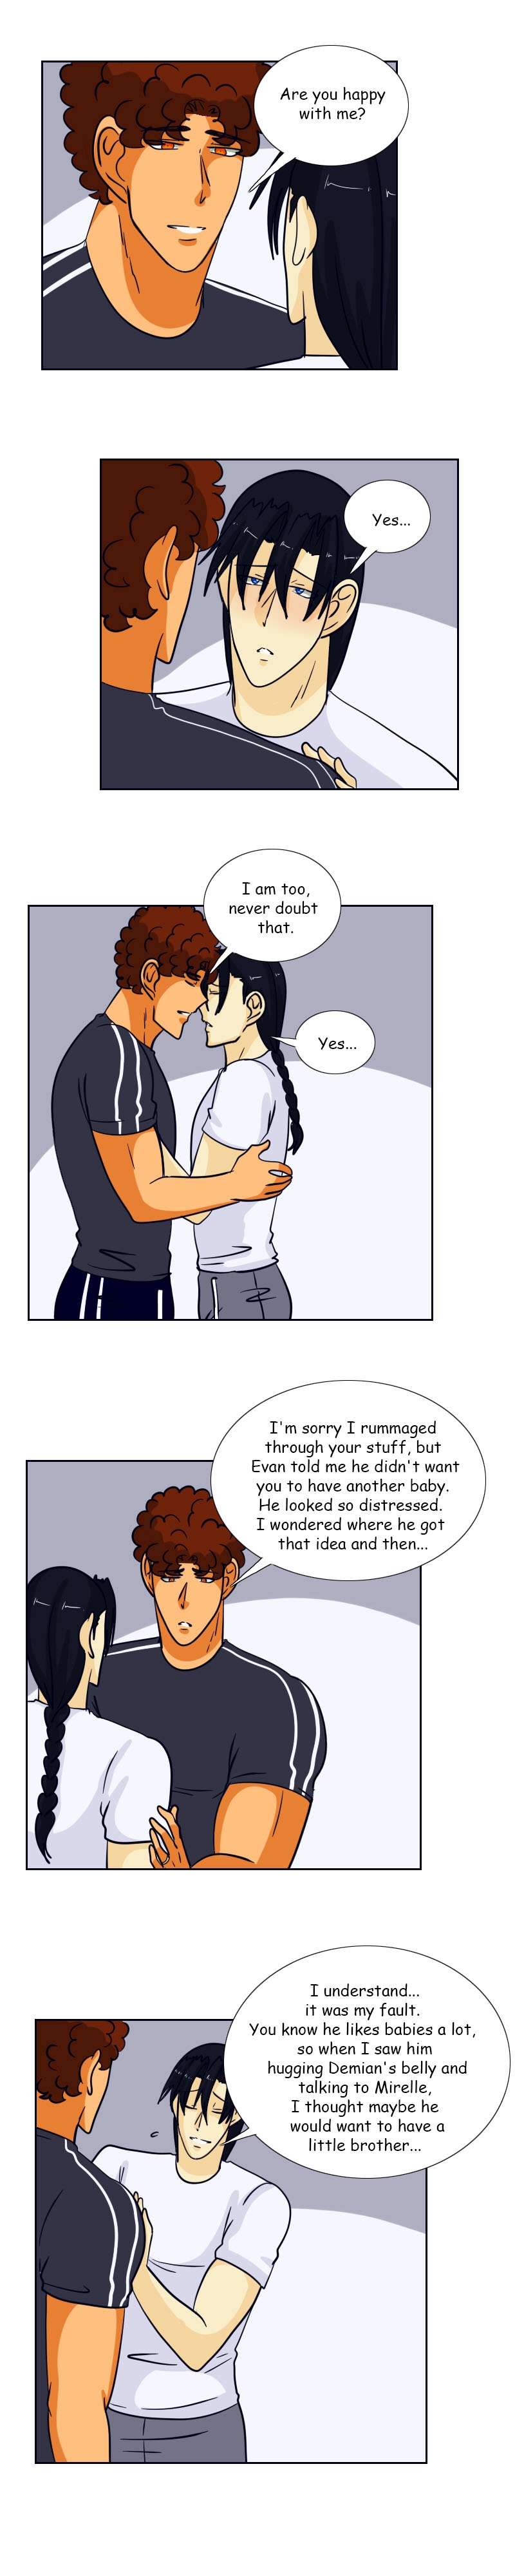 Are you happy
with me?
Yes...
I am too,
never doubt
that.
Yes...
I'm sorry I rummaged
through your stuff, but
Evan told me he didn't want
you to have another baby.
He looked so distressed.
I wondered where he got
that idea and then...
I understand...
it was my fault.
You know he likes babies a lot,
so when I saw him
hugging Demian's belly and
talking to Mirelle,
I thought maybe he
would want to have a
little brother...